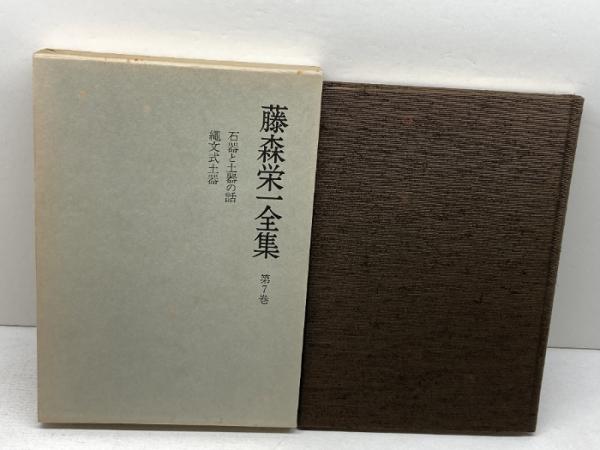 藤森栄一全集 第7巻
石器と土器の話
縄文式土器